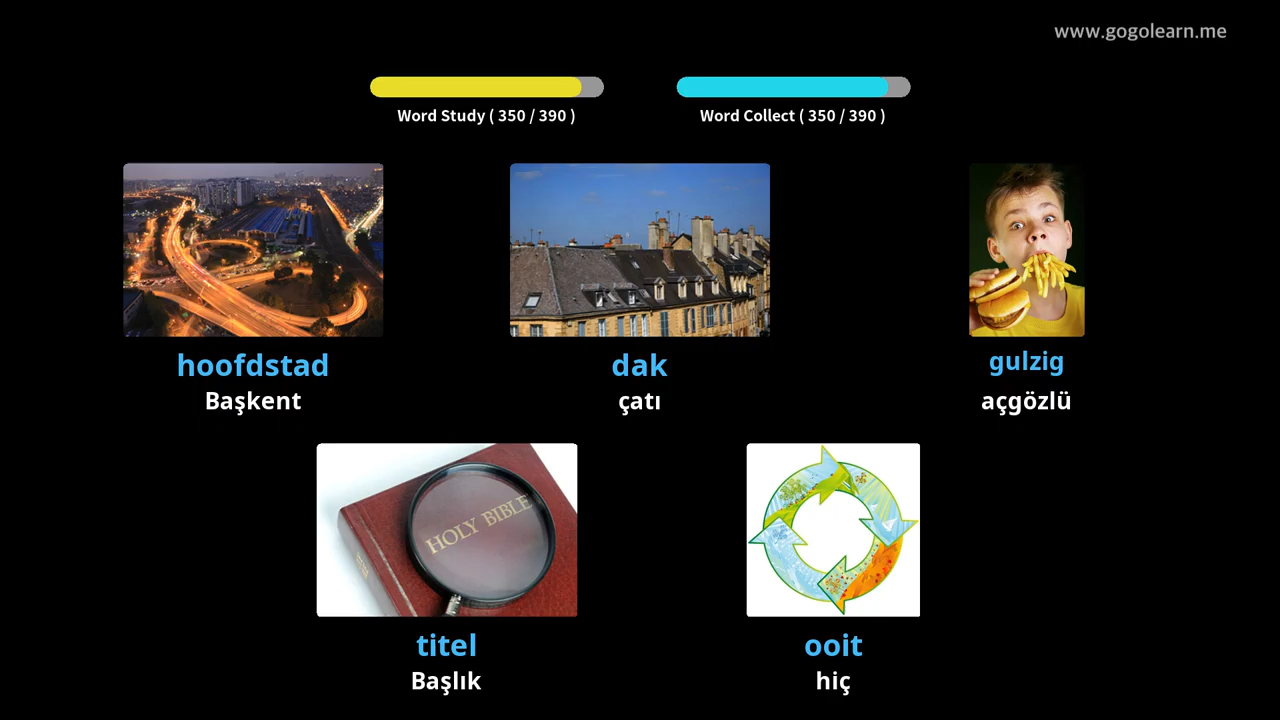 www.gogolearn.me
Word Study ( 350 / 390 )
Word Collect ( 350 / 390 )
hoofdstad
Başkent
dak
çatı
gulzig
açgözlü
HOLY BIBLE
titel
Başlık
ooit
hiç